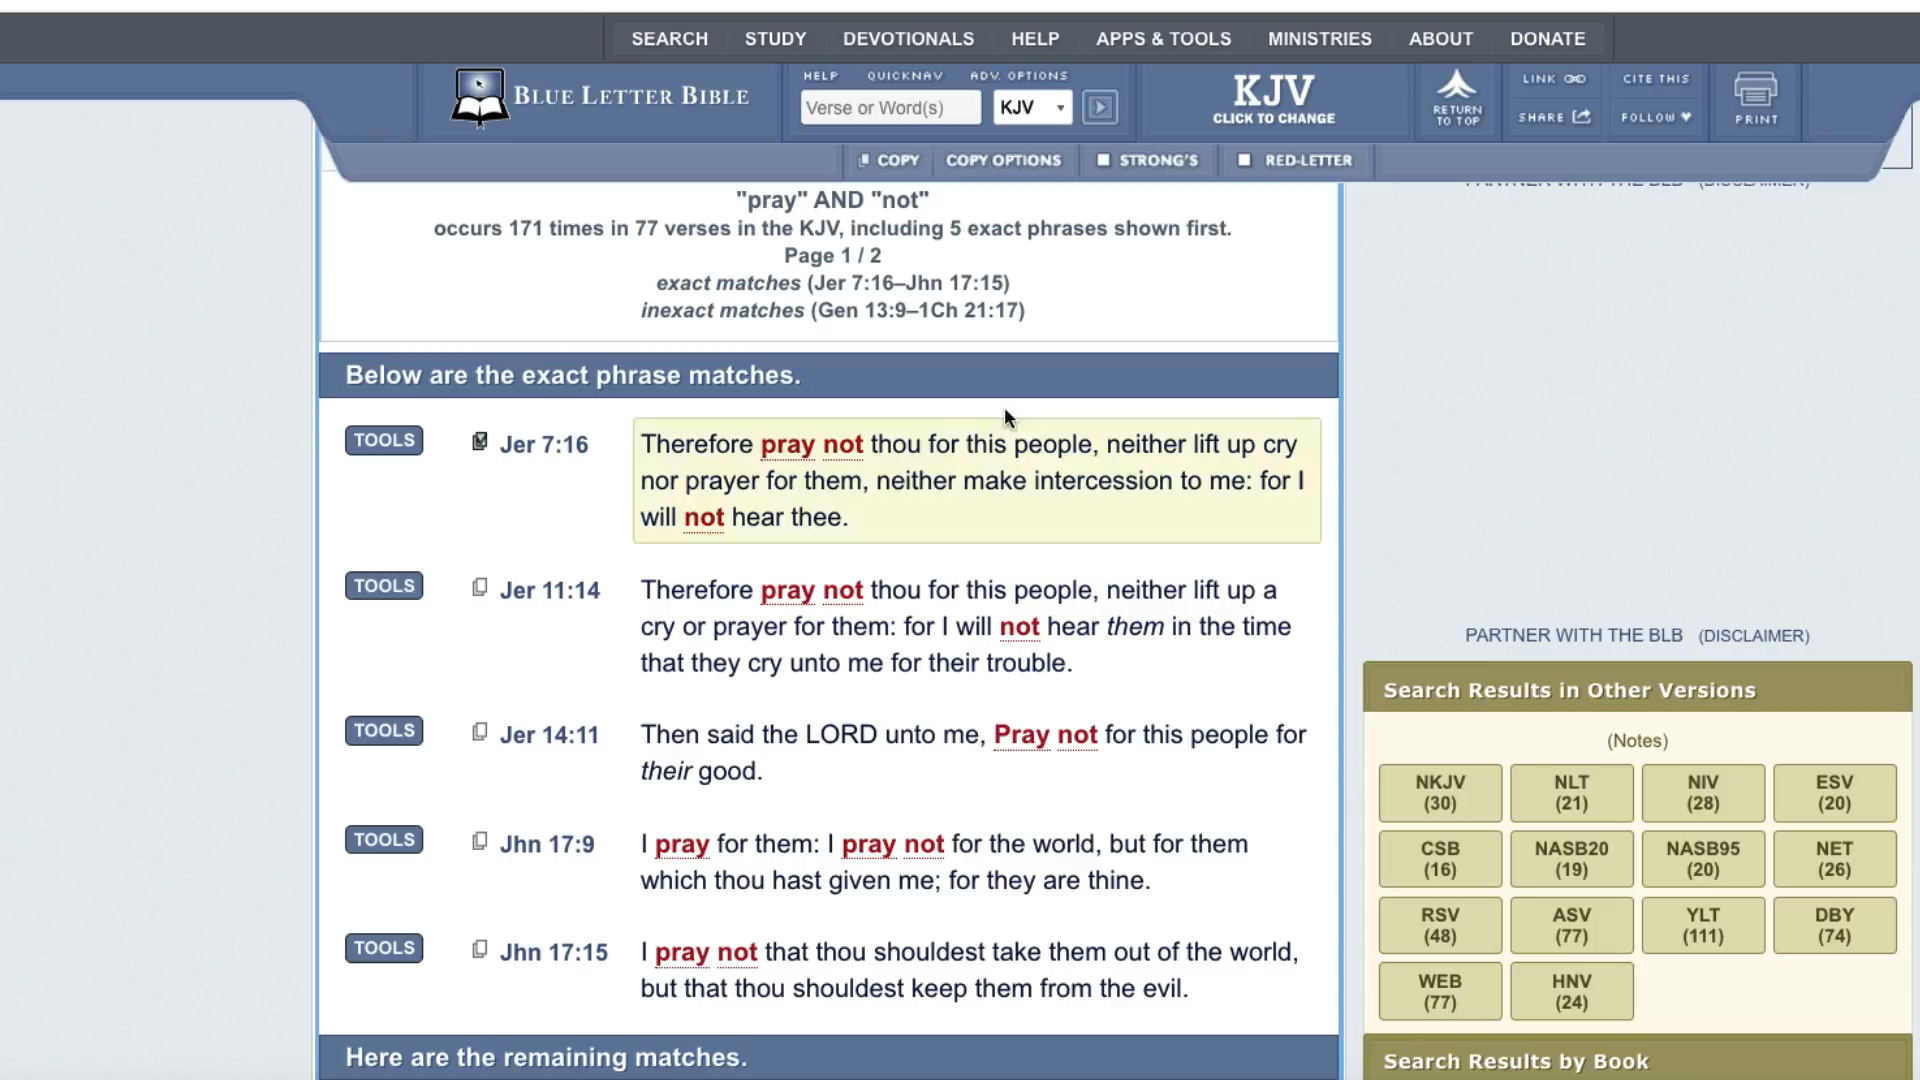 SEARCH STUDY DEVOTIONALS HELP APPS & TOOLS MINISTRIES ABOUT DONATE
BLUE LETTER BIBLE
HELP QUICKNAV ADV. OPTIONS
Verse or Word(s) KJV
KJV
CLICK TO CHANGE
RETURN
TO TOP
LINK CITE THIS
SHARE FOLLOW
PRINT
COPY COPY OPTIONS STRONG'S RED-LETTER
PARTNER WITH THE BLB (DISCLAIMER)
"pray" AND "not"
occurs 171 times in 77 verses in the KJV, including 5 exact phrases shown first.
Page 1 / 2
exact matches (Jer 7:16–Jhn 17:15)
inexact matches (Gen 13:9–1Ch 21:17)
Below are the exact phrase matches.
TOOLS Jer 7:16 Therefore pray not thou for this people, neither lift up cry
nor prayer for them, neither make intercession to me: for I
will not hear thee.
TOOLS Jer 11:14 Therefore pray not thou for this people, neither lift up a
cry or prayer for them: for I will not hear them in the time
that they cry unto me for their trouble.
TOOLS Jer 14:11 Then said the LORD unto me, Pray not for this people for
their good.
TOOLS Jhn 17:9 I pray for them: I pray not for the world, but for them
which thou hast given me; for they are thine.
TOOLS Jhn 17:15 I pray not that thou shouldest take them out of the world,
but that thou shouldest keep them from the evil.
Here are the remaining matches.
PARTNER WITH THE BLB (DISCLAIMER)
Search Results in Other Versions
(Notes)
NKJV NLT NIV ESV
(30) (21) (28) (20)
CSB NASB20 NASB95 NET
(16) (19) (20) (26)
RSV ASV YLT DBY
(48) (77) (111) (74)
WEB HNV
(77) (24)
Search Results by Book